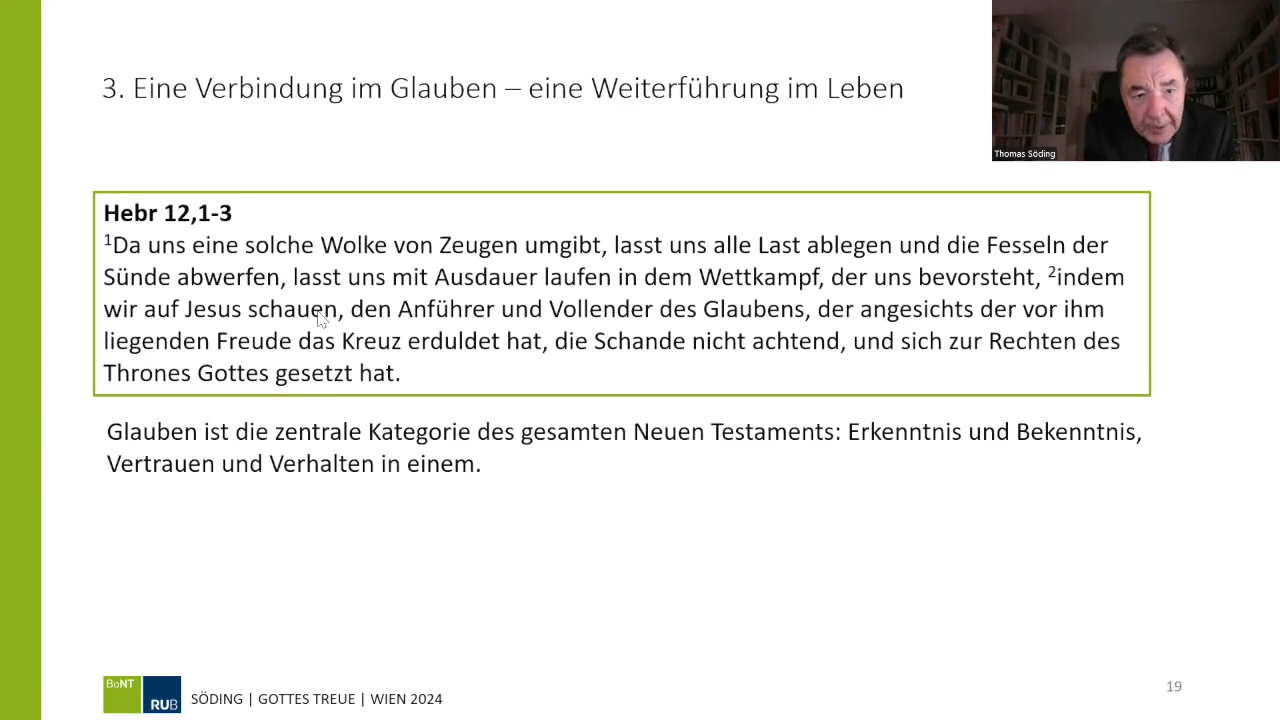 3. Eine Verbindung im Glauben – eine Weiterführung im Leben
Thomas Söding
Hebr 12,1-3
¹Da uns eine solche Wolke von Zeugen umgibt, lasst uns alle Last ablegen und die Fesseln der
Sünde abwerfen, lasst uns mit Ausdauer laufen in dem Wettkampf, der uns bevorsteht, ²indem
wir auf Jesus schauen, den Anführer und Vollender des Glaubens, der angesichts der vor ihm
liegenden Freude das Kreuz erduldet hat, die Schande nicht achtend, und sich zur Rechten des
Thrones Gottes gesetzt hat.
Glauben ist die zentrale Kategorie des gesamten Neuen Testaments: Erkenntnis und Bekenntnis,
Vertrauen und Verhalten in einem.
BoNT
RUB
SÖDING | GOTTES TREUE | WIEN 2024
19